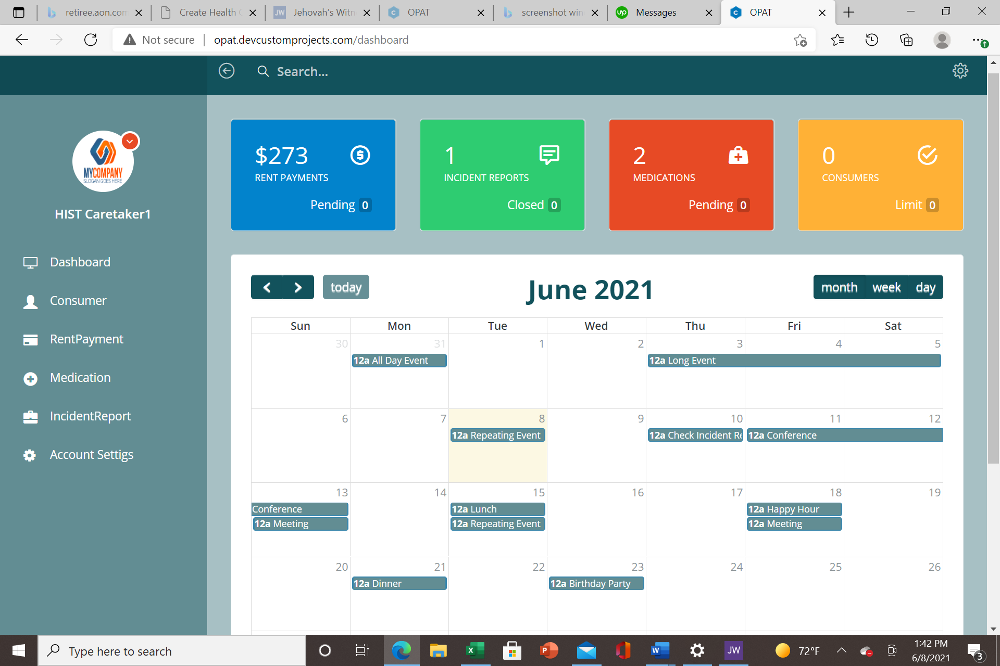 retiree.aon.com
Create Health
Jehovah's Witn
OPAT
screenshot win
Messages
OPAT
Not secure
opat.devcustomprojects.com/dashboard
Search...
MYCOMPANY
SLOGAN GOES HERE
HIST Caretaker1
Dashboard
Consumer
RentPayment
Medication
IncidentReport
Account Settigs
$273
RENT PAYMENTS
Pending 0
1
INCIDENT REPORTS
Closed 0
2
MEDICATIONS
Pending 0
0
CONSUMERS
Limit 0
today
June 2021
month week day
Sun Mon Tue Wed Thu Fri Sat
30 31 1 2 3 4 5
12a All Day Event 12a Long Event
6 7 8 9 10 11 12
12a Repeating Event 12a Check Incident Re 12a Conference
13 14 15 16 17 18 19
Conference 12a Lunch 12a Happy Hour
12a Meeting 12a Repeating Event 12a Meeting
20 21 22 23 24 25 26
12a Dinner 12a Birthday Party
Type here to search
JW
72°F
1:42 PM
6/8/2021
3